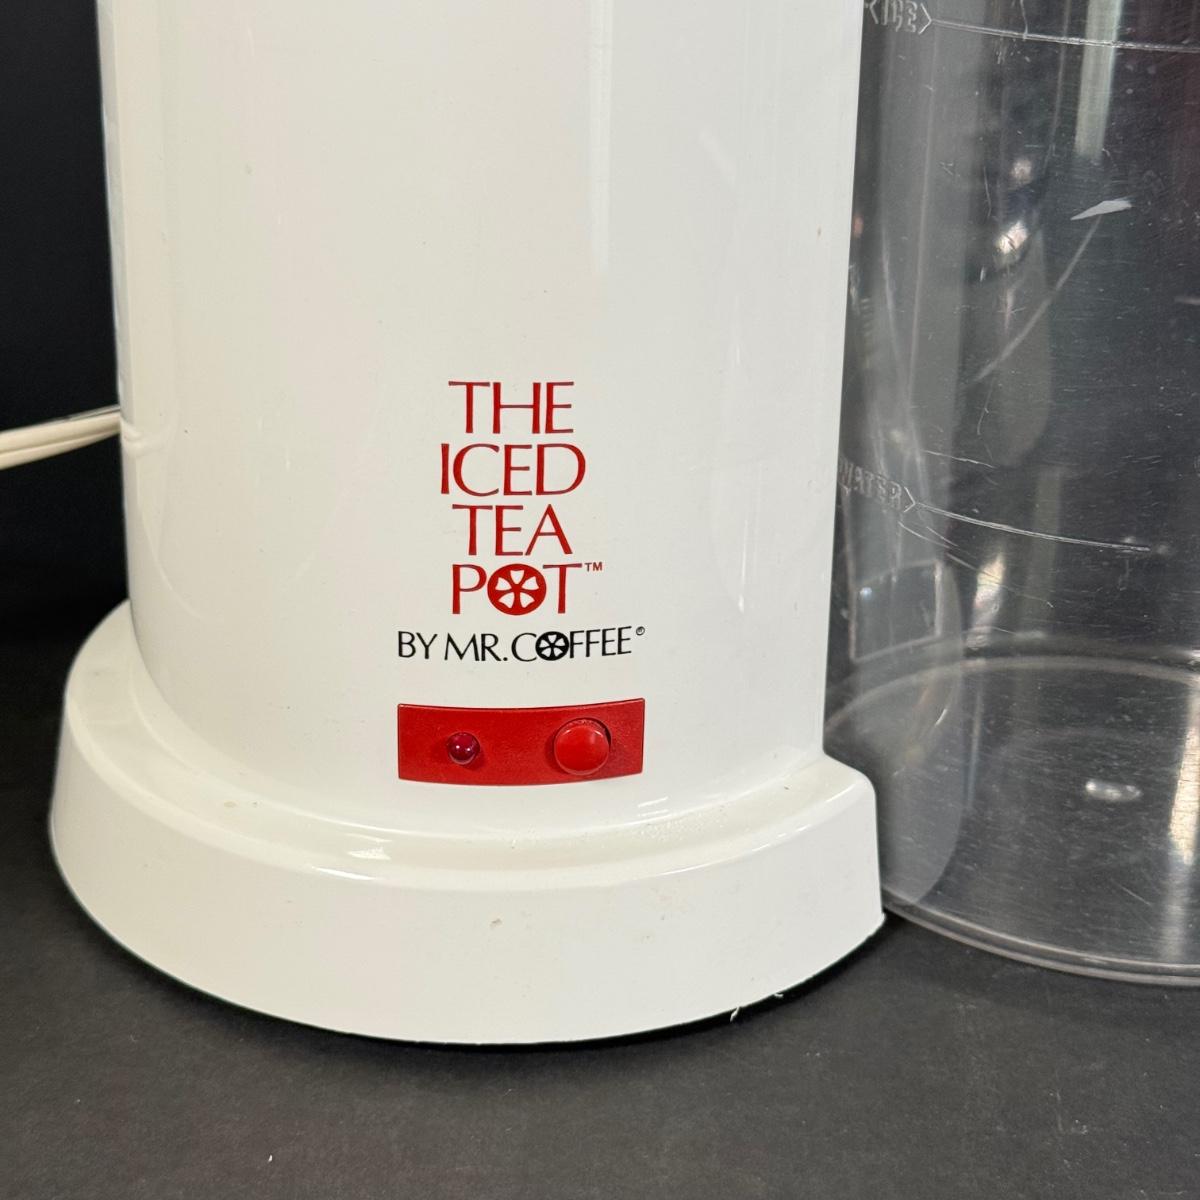 ICE
THE
ICED
TEA
POT™
BY MR. COFFEE®
WATER